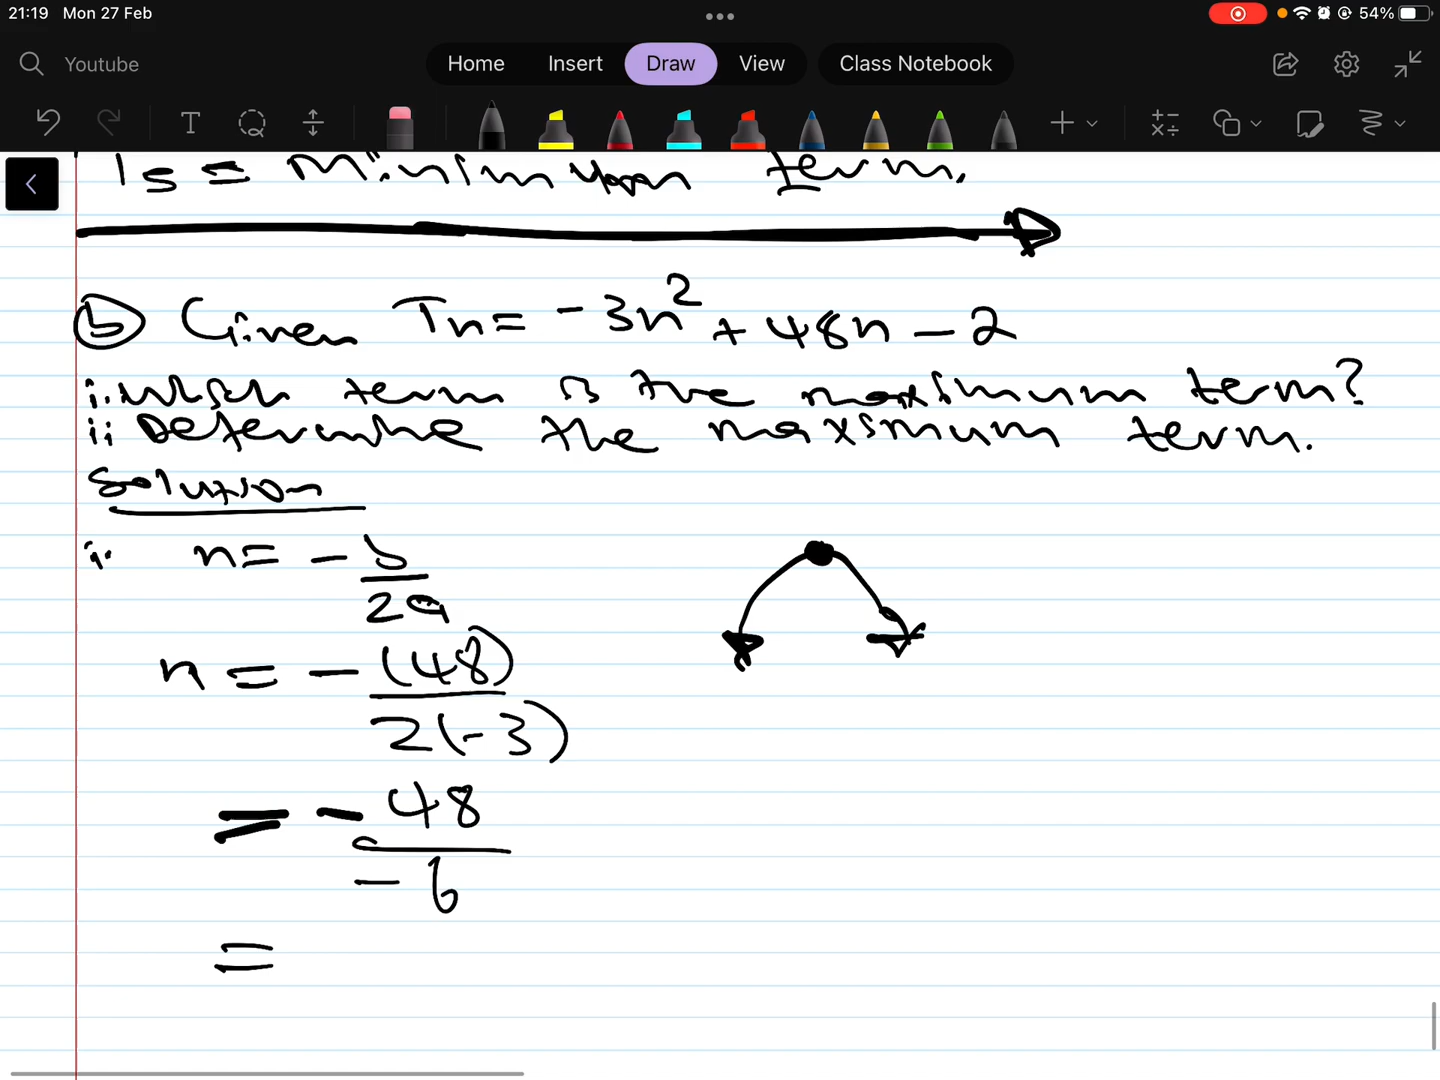 21:19 Mon 27 Feb
54%
Youtube
Home Insert Draw View Class Notebook
T5 = minimum term.
b Given Tn = -3n² + 48n - 2
i. which term is the maximum term?
ii Determine the maximum term.
Solution
i. n = - b/2a
n = - (48)/2(-3)
= - 48/-6
=